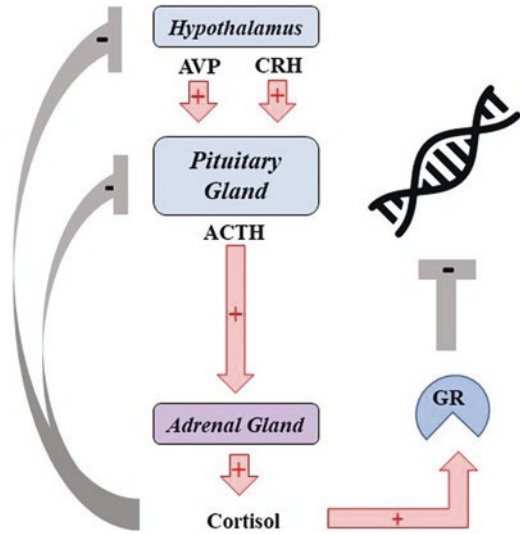 Hypothalamus
AVP CRH
+ +
Pituitary
Gland
ACTH
+
Adrenal Gland
+
Cortisol
+
GR
-
-
-